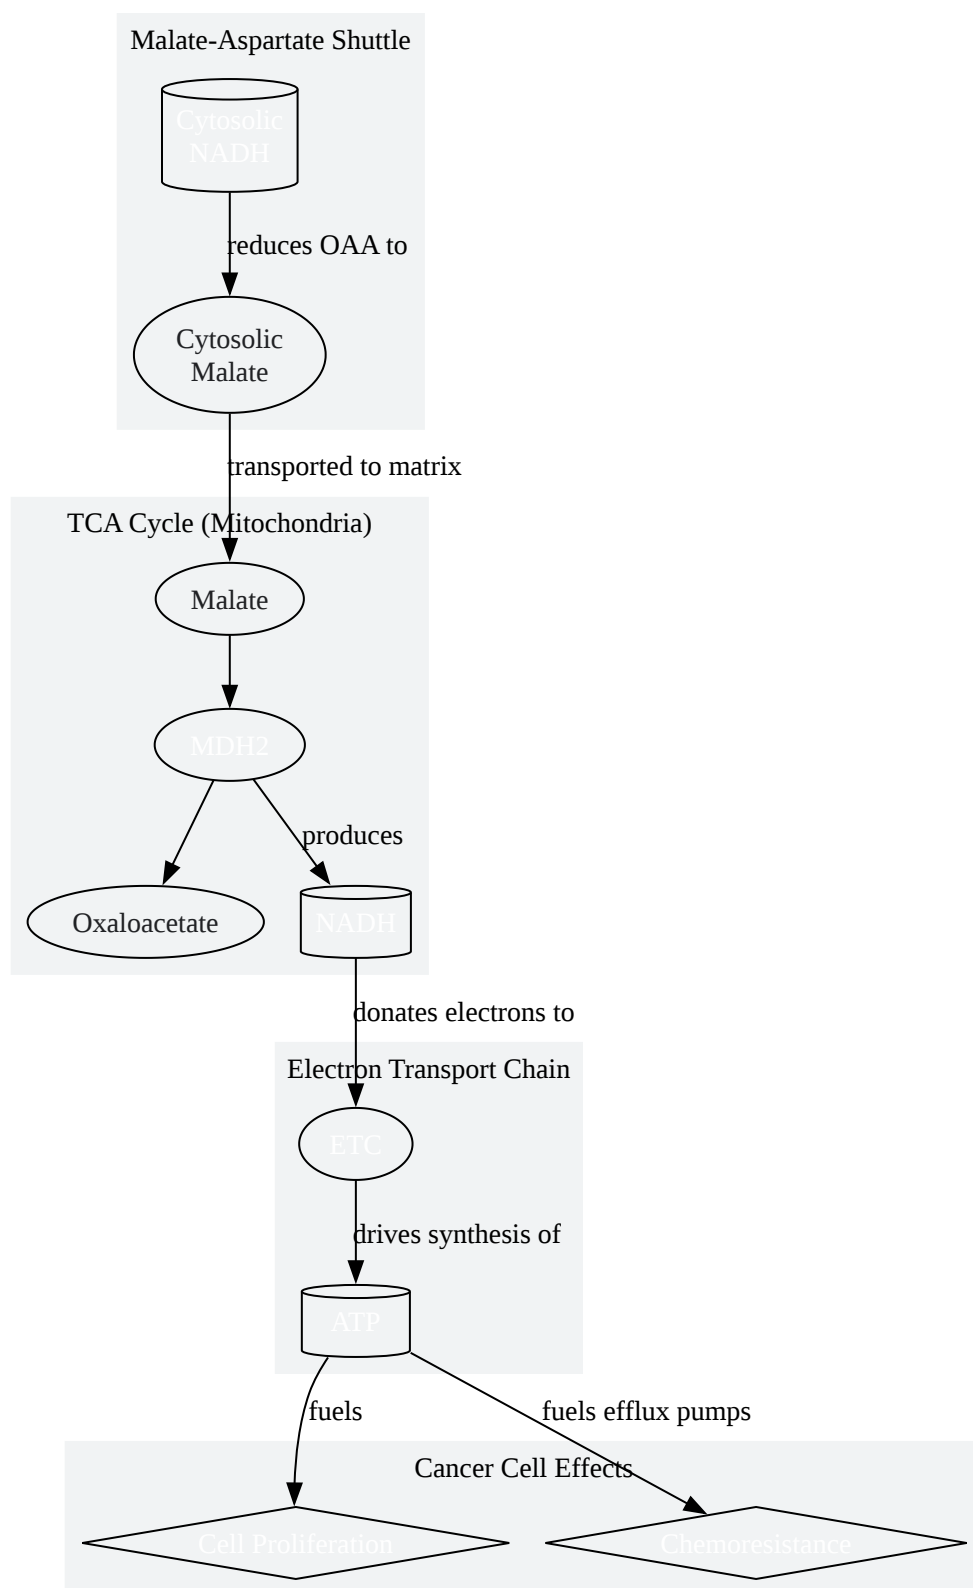 Malate-Aspartate Shuttle
Cytosolic
NADH
reduces OAA to
Cytosolic
Malate
transported to matrix
TCA Cycle (Mitochondria)
Malate
MDH2
produces
Oxaloacetate
NADH
donates electrons to
Electron Transport Chain
ETC
drives synthesis of
ATP
fuels
fuels efflux pumps
Cancer Cell Effects
Cell Proliferation
Chemoresistance